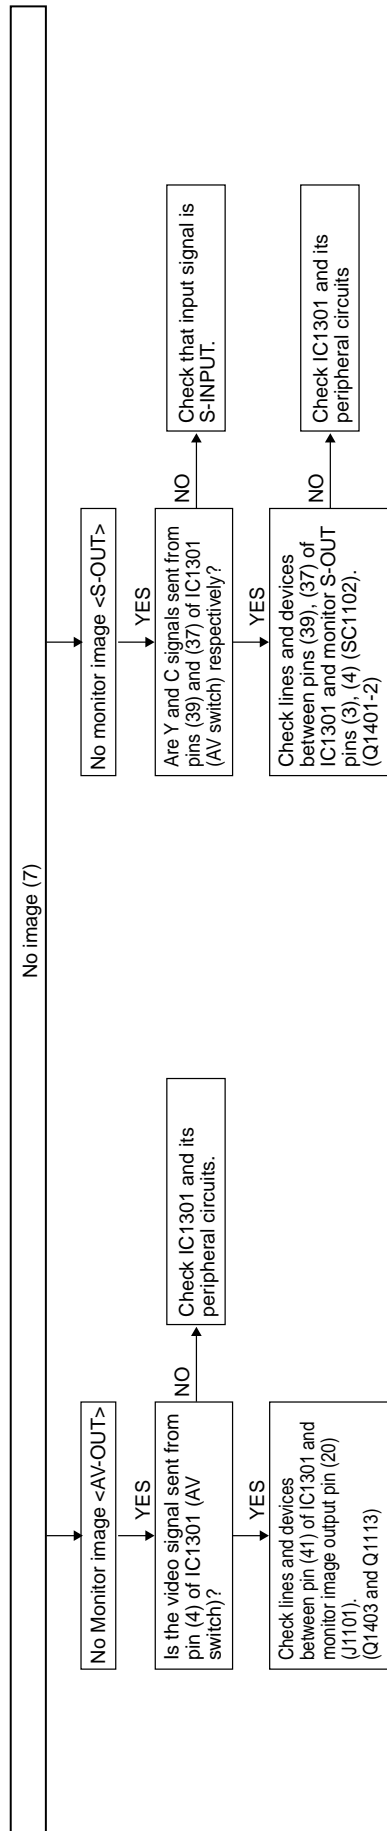 No image (7)
No Monitor image <AV-OUT>
YES
Is the video signal sent from
pin (4) of IC1301 (AV
switch)?
NO
Check IC1301 and its
peripheral circuits.
YES
Check lines and devices
between pin (41) of IC1301 and
monitor image output pin (20)
(J1101).
(Q1403 and Q1113)
No monitor image <S-OUT>
YES
Are Y and C signals sent from
pins (39) and (37) of IC1301
(AV switch) respectively?
NO
Check that input signal is
S-INPUT.
YES
Check lines and devices
between pins (39), (37) of
IC1301 and monitor S-OUT
pins (3), (4) (SC1102).
(Q1401-2)
NO
Check IC1301 and its
peripheral circuits